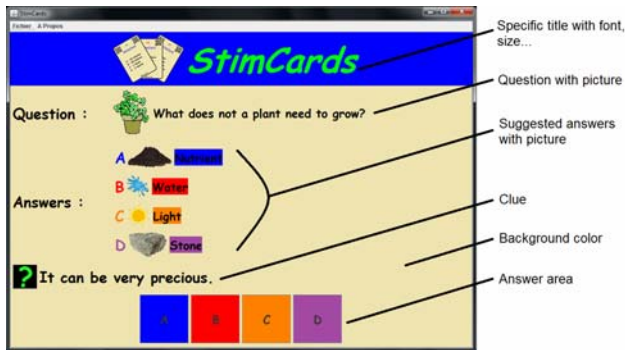 StimCards
Fichier A Propos
StimCards
Question :
What does not a plant need to grow?
A Nutrient
B Water
Answers :
C Light
D Stone
? It can be very precious.
A B C D
Specific title with font,
size...
Question with picture
Suggested answers
with picture
Clue
Background color
Answer area